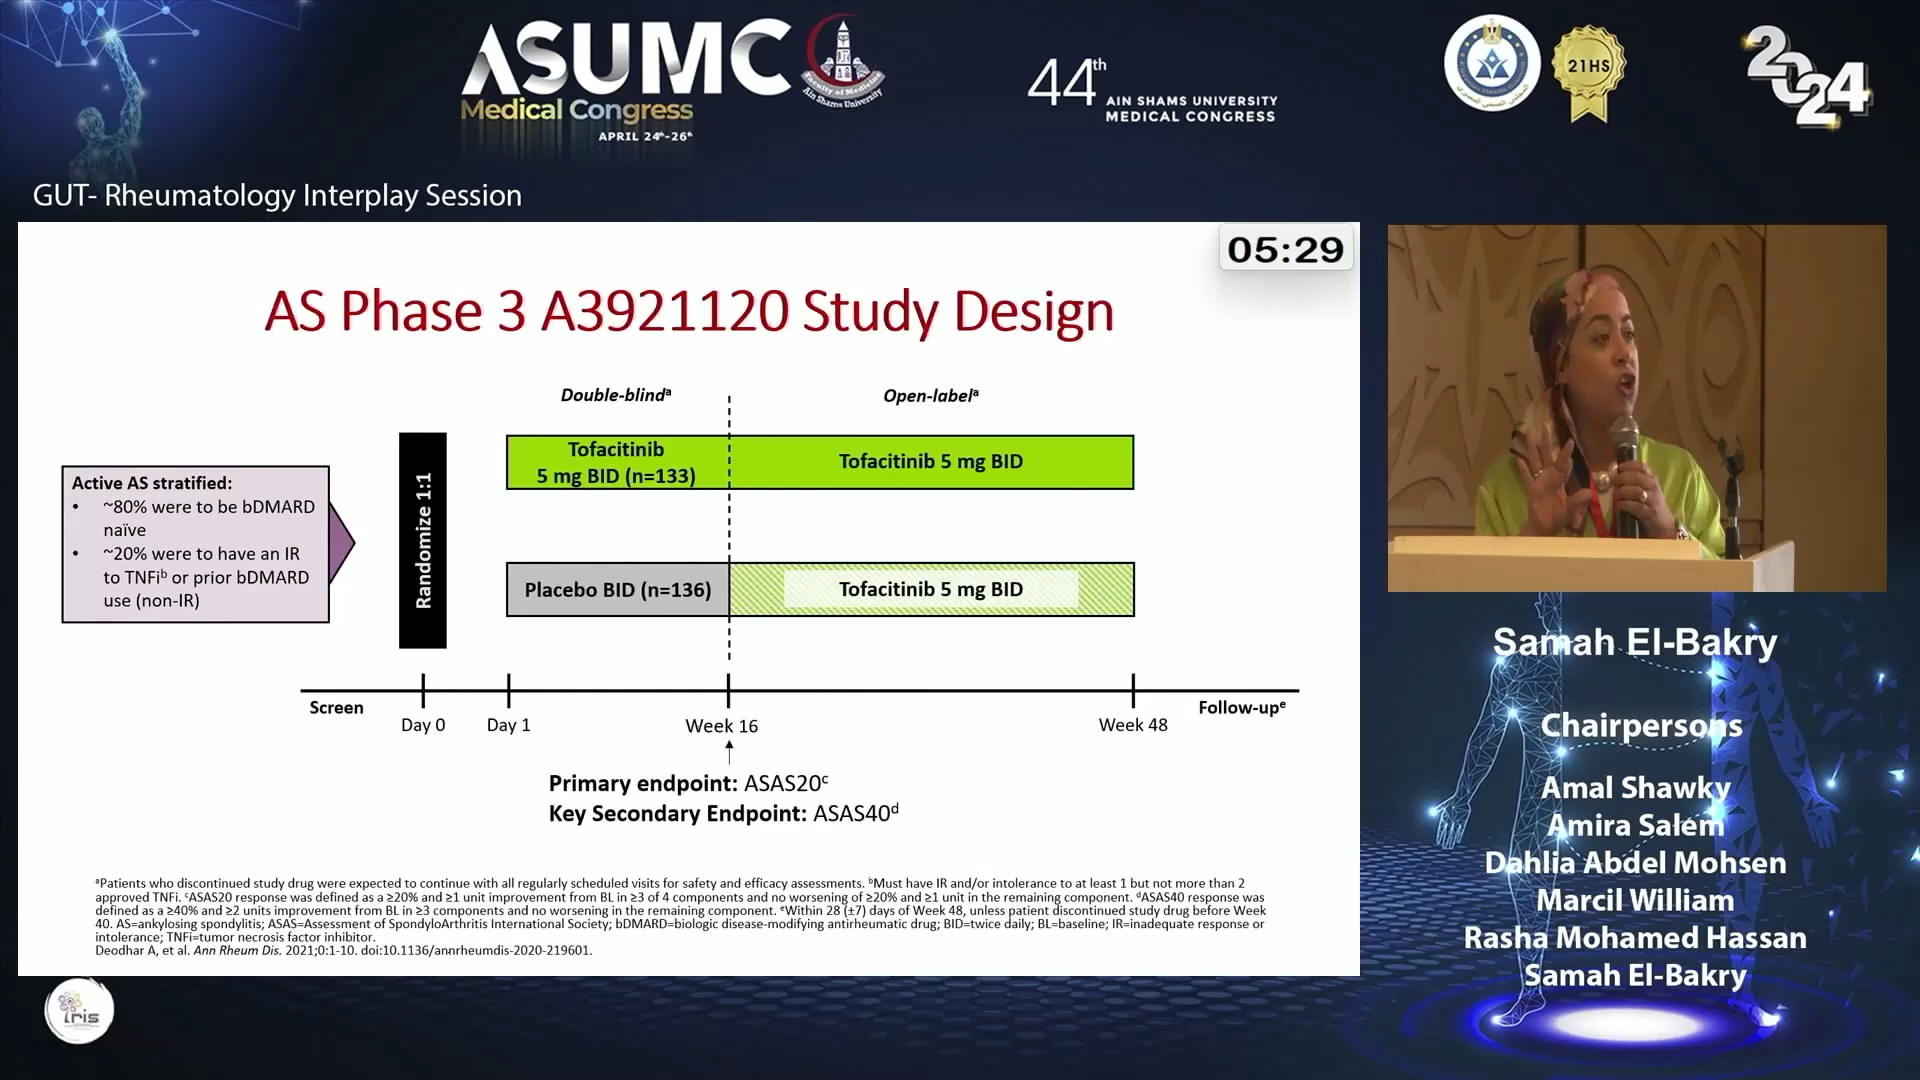 ASUMC
Medical Congress
APRIL 24th-26th
Faculty of Medicine
Ain Shams University
44th AIN SHAMS UNIVERSITY
MEDICAL CONGRESS
21HS
2024
GUT- Rheumatology Interplay Session
05:29
AS Phase 3 A3921120 Study Design
Double-blindᵃ
Open-labelᵃ
Active AS stratified:
• ~80% were to be bDMARD
naïve
• ~20% were to have an IR
to TNFiᵇ or prior bDMARD
use (non-IR)
Randomize 1:1
Tofacitinib
5 mg BID (n=133)
Tofacitinib 5 mg BID
Placebo BID (n=136)
Tofacitinib 5 mg BID
Screen
Day 0
Day 1
Week 16
Week 48
Follow-upᵉ
Primary endpoint: ASAS20ᶜ
Key Secondary Endpoint: ASAS40ᵈ
ᵃPatients who discontinued study drug were expected to continue with all regularly scheduled visits for safety and efficacy assessments. ᵇMust have IR and/or intolerance to at least 1 but not more than 2
approved TNFi. ᶜASAS20 response was defined as a ≥20% and ≥1 unit improvement from BL in ≥3 of 4 components and no worsening of ≥20% and ≥1 unit in the remaining component. ᵈASAS40 response was
defined as a ≥40% and ≥2 units improvement from BL in ≥3 components and no worsening in the remaining component. ᵉWithin 28 (±7) days of Week 48, unless patient discontinued study drug before Week
40. AS=ankylosing spondylitis; ASAS=Assessment of SpondyloArthritis International Society; bDMARD=biologic disease-modifying antirheumatic drug; BID=twice daily; BL=baseline; IR=inadequate response or
intolerance; TNFi=tumor necrosis factor inhibitor.
Deodhar A, et al. Ann Rheum Dis. 2021;0:1-10. doi:10.1136/annrheumdis-2020-219601.
Samah El-Bakry
Chairpersons
Amal Shawky
Amira Salem
Dahlia Abdel Mohsen
Marcil William
Rasha Mohamed Hassan
Samah El-Bakry
iris